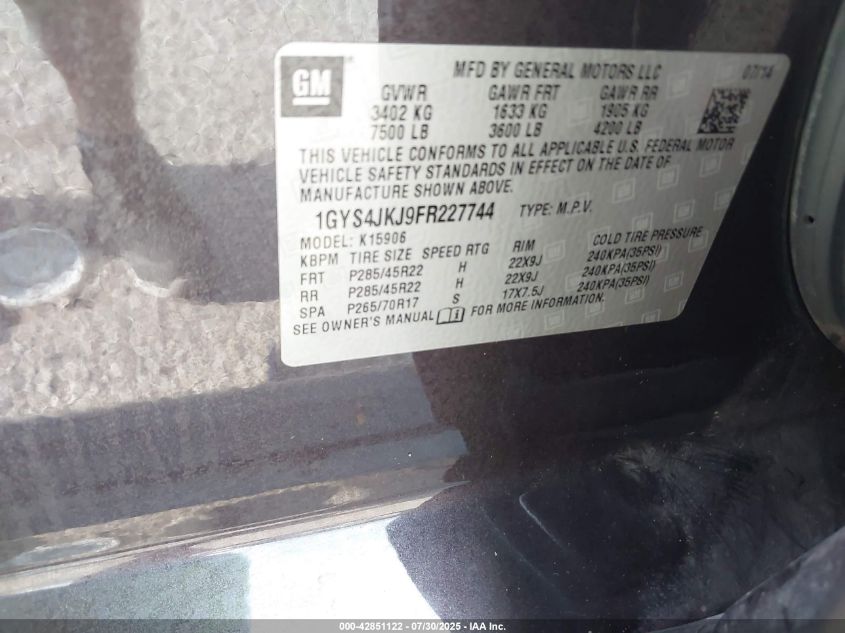 GM
MFD BY GENERAL MOTORS LLC 07/14
GVWR GAWR FRT GAWR RR
3402 KG 1633 KG 1905 KG
7500 LB 3600 LB 4200 LB
THIS VEHICLE CONFORMS TO ALL APPLICABLE U.S. FEDERAL MOTOR
VEHICLE SAFETY STANDARDS IN EFFECT ON THE DATE OF
MANUFACTURE SHOWN ABOVE.
1GYS4JKJ9FR227744 TYPE: M.P.V.
MODEL: K15906
KBPM TIRE SIZE SPEED RTG RIM COLD TIRE PRESSURE
FRT P285/45R22 H 22X9J 240KPA(35PSI)
RR P285/45R22 H 22X9J 240KPA(35PSI)
SPA P265/70R17 S 17X7.5J 240KPA(35PSI)
SEE OWNER'S MANUAL FOR MORE INFORMATION.
000-42851122 - 07/30/2025 - IAA Inc.